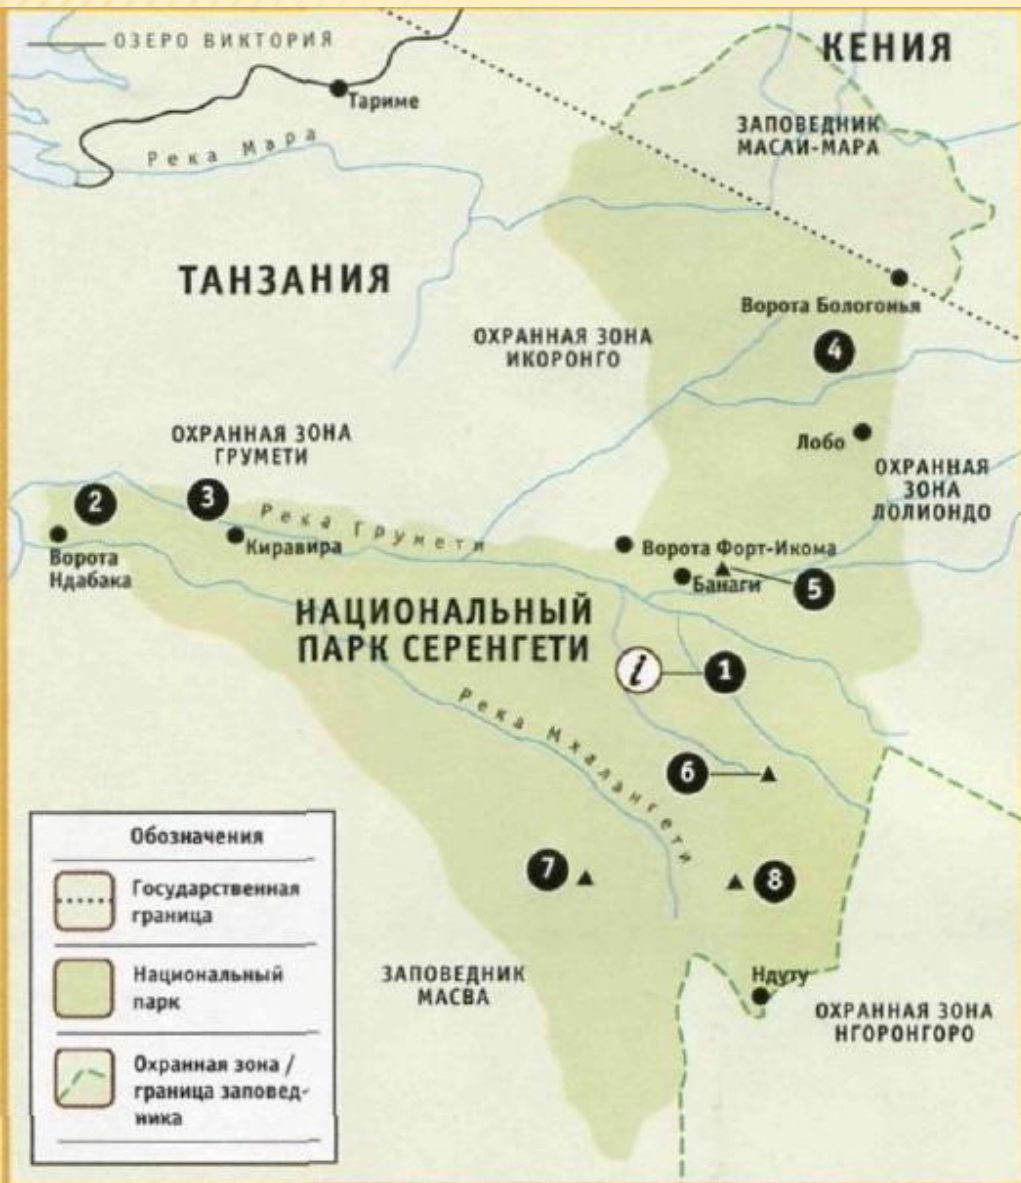 ОЗЕРО ВИКТОРИЯ
КЕНИЯ
Тариме
ЗАПОВЕДНИК
МАСАИ-МАРА
Река Мара
ТАНЗАНИЯ
Ворота Бологонья
ОХРАННАЯ ЗОНА
ИКОРОНГО
4
Лобо
ОХРАННАЯ ЗОНА
ГРУМЕТИ
ОХРАННАЯ
ЗОНА
ЛОЛИОНДО
2
3
Река Грумети
Ворота
Ндабака
Киравира
Ворота Форт-Икома
Банаги
5
НАЦИОНАЛЬНЫЙ
ПАРК СЕРЕНГЕТИ
i
1
Река Мхалангети
6
7
8
Обозначения
Государственная
граница
Национальный
парк
Охранная зона /
граница заповед-
ника
ЗАПОВЕДНИК
МАСВА
Ндуту
ОХРАННАЯ ЗОНА
НГОРОНГОРО